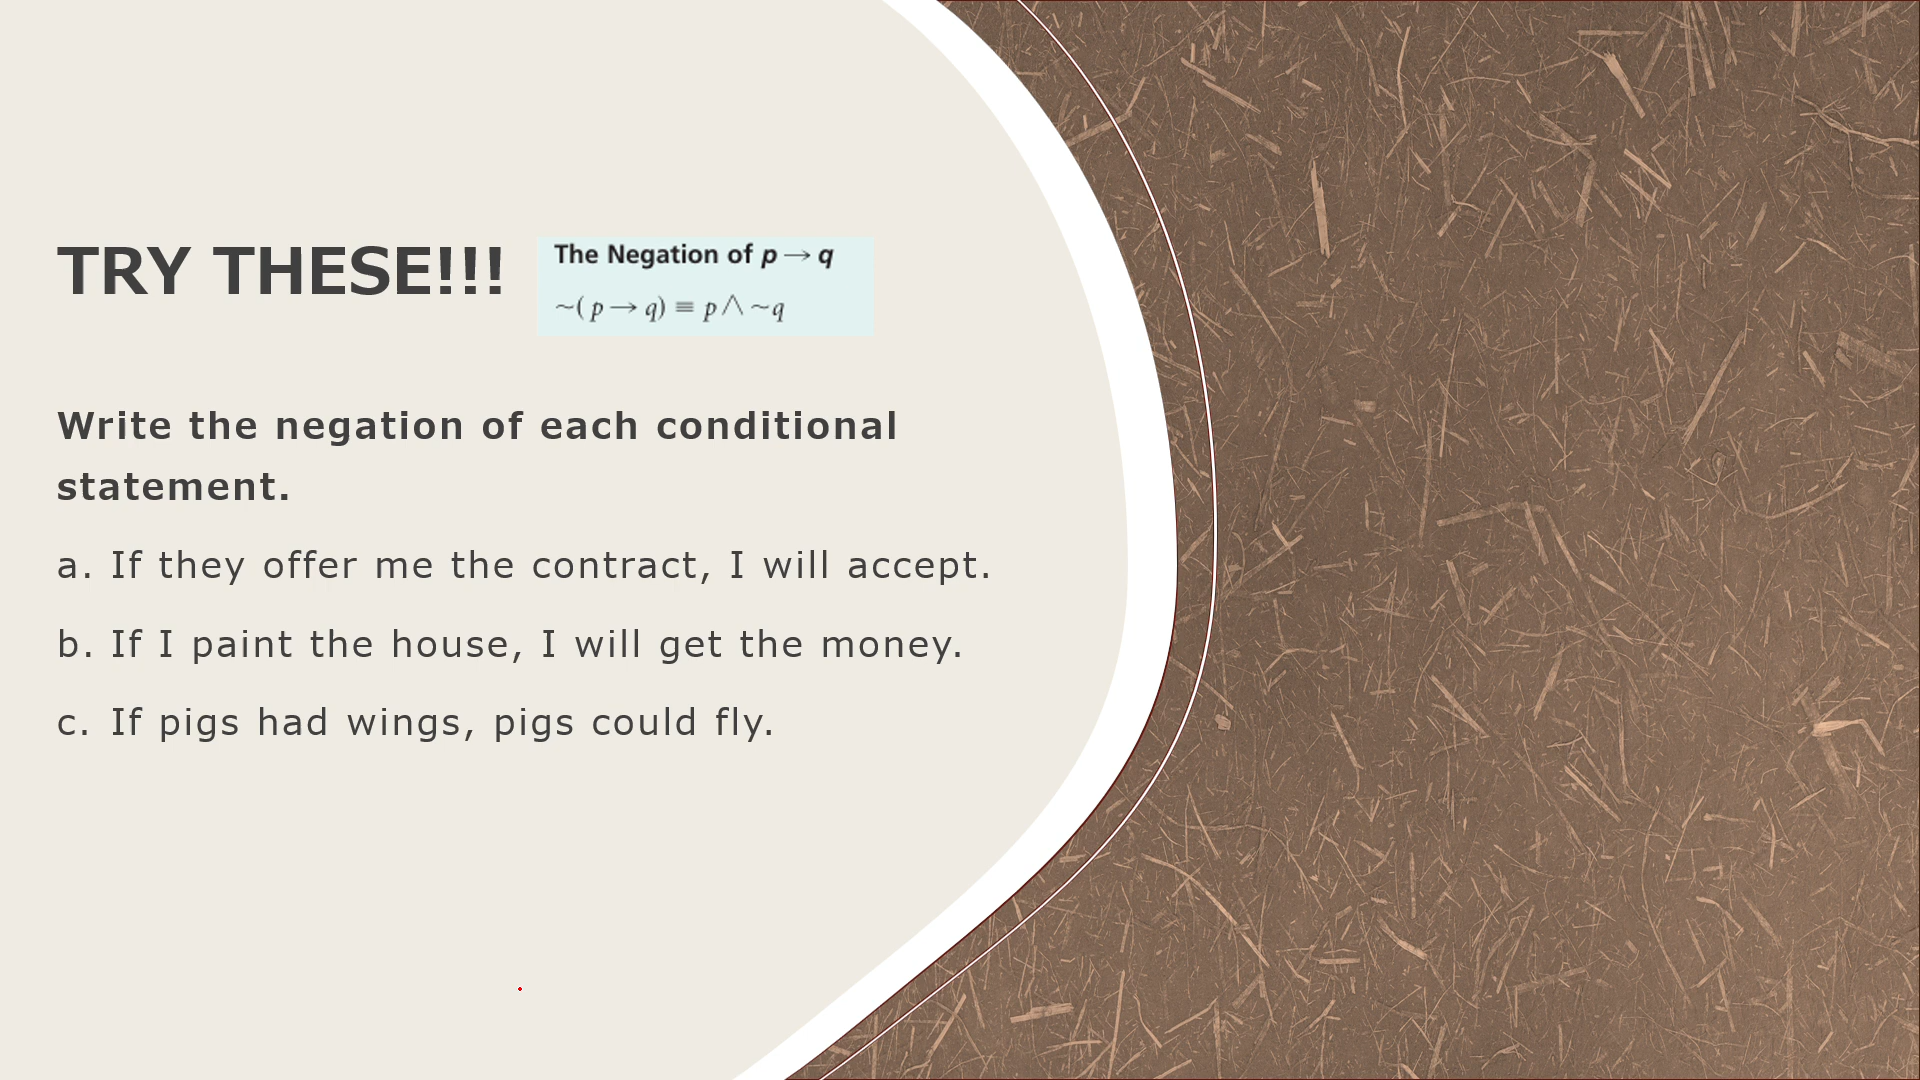 TRY THESE!!!
The Negation of p → q
~( p → q) ≡ p ∧ ~q
Write the negation of each conditional
statement.
a. If they offer me the contract, I will accept.
b. If I paint the house, I will get the money.
c. If pigs had wings, pigs could fly.